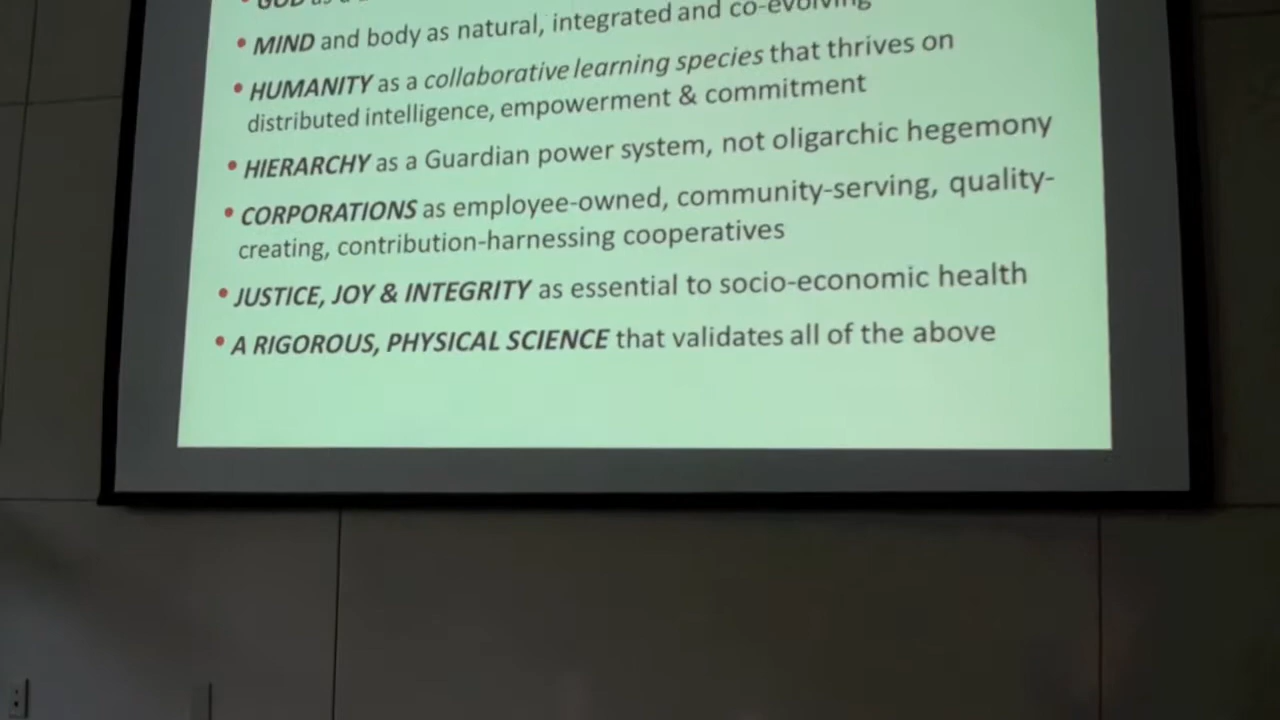 GOD as a
• MIND and body as natural, integrated and co-evolving
• HUMANITY as a collaborative learning species that thrives on
distributed intelligence, empowerment & commitment
• HIERARCHY as a Guardian power system, not oligarchic hegemony
• CORPORATIONS as employee-owned, community-serving, quality-
creating, contribution-harnessing cooperatives
• JUSTICE, JOY & INTEGRITY as essential to socio-economic health
• A RIGOROUS, PHYSICAL SCIENCE that validates all of the above